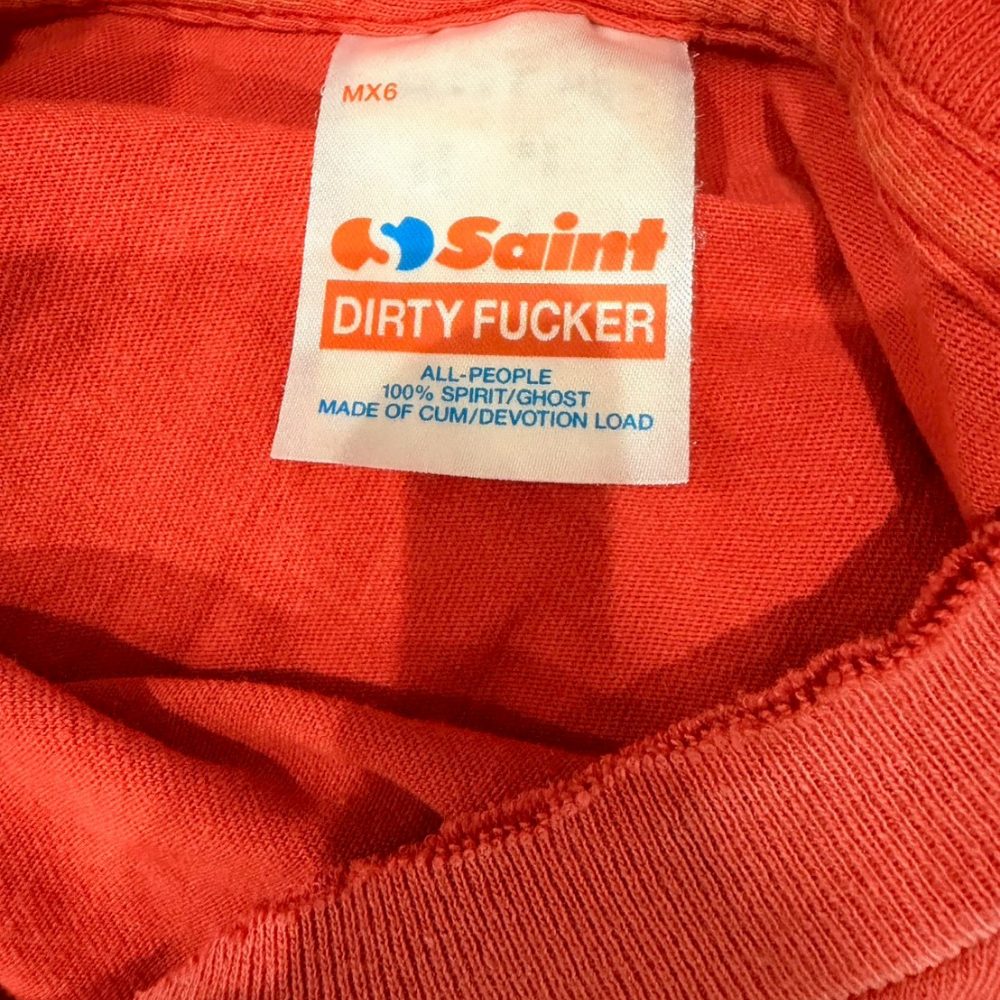 MX6
Saint
DIRTY FUCKER
ALL-PEOPLE
100% SPIRIT/GHOST
MADE OF CUM/DEVOTION LOAD